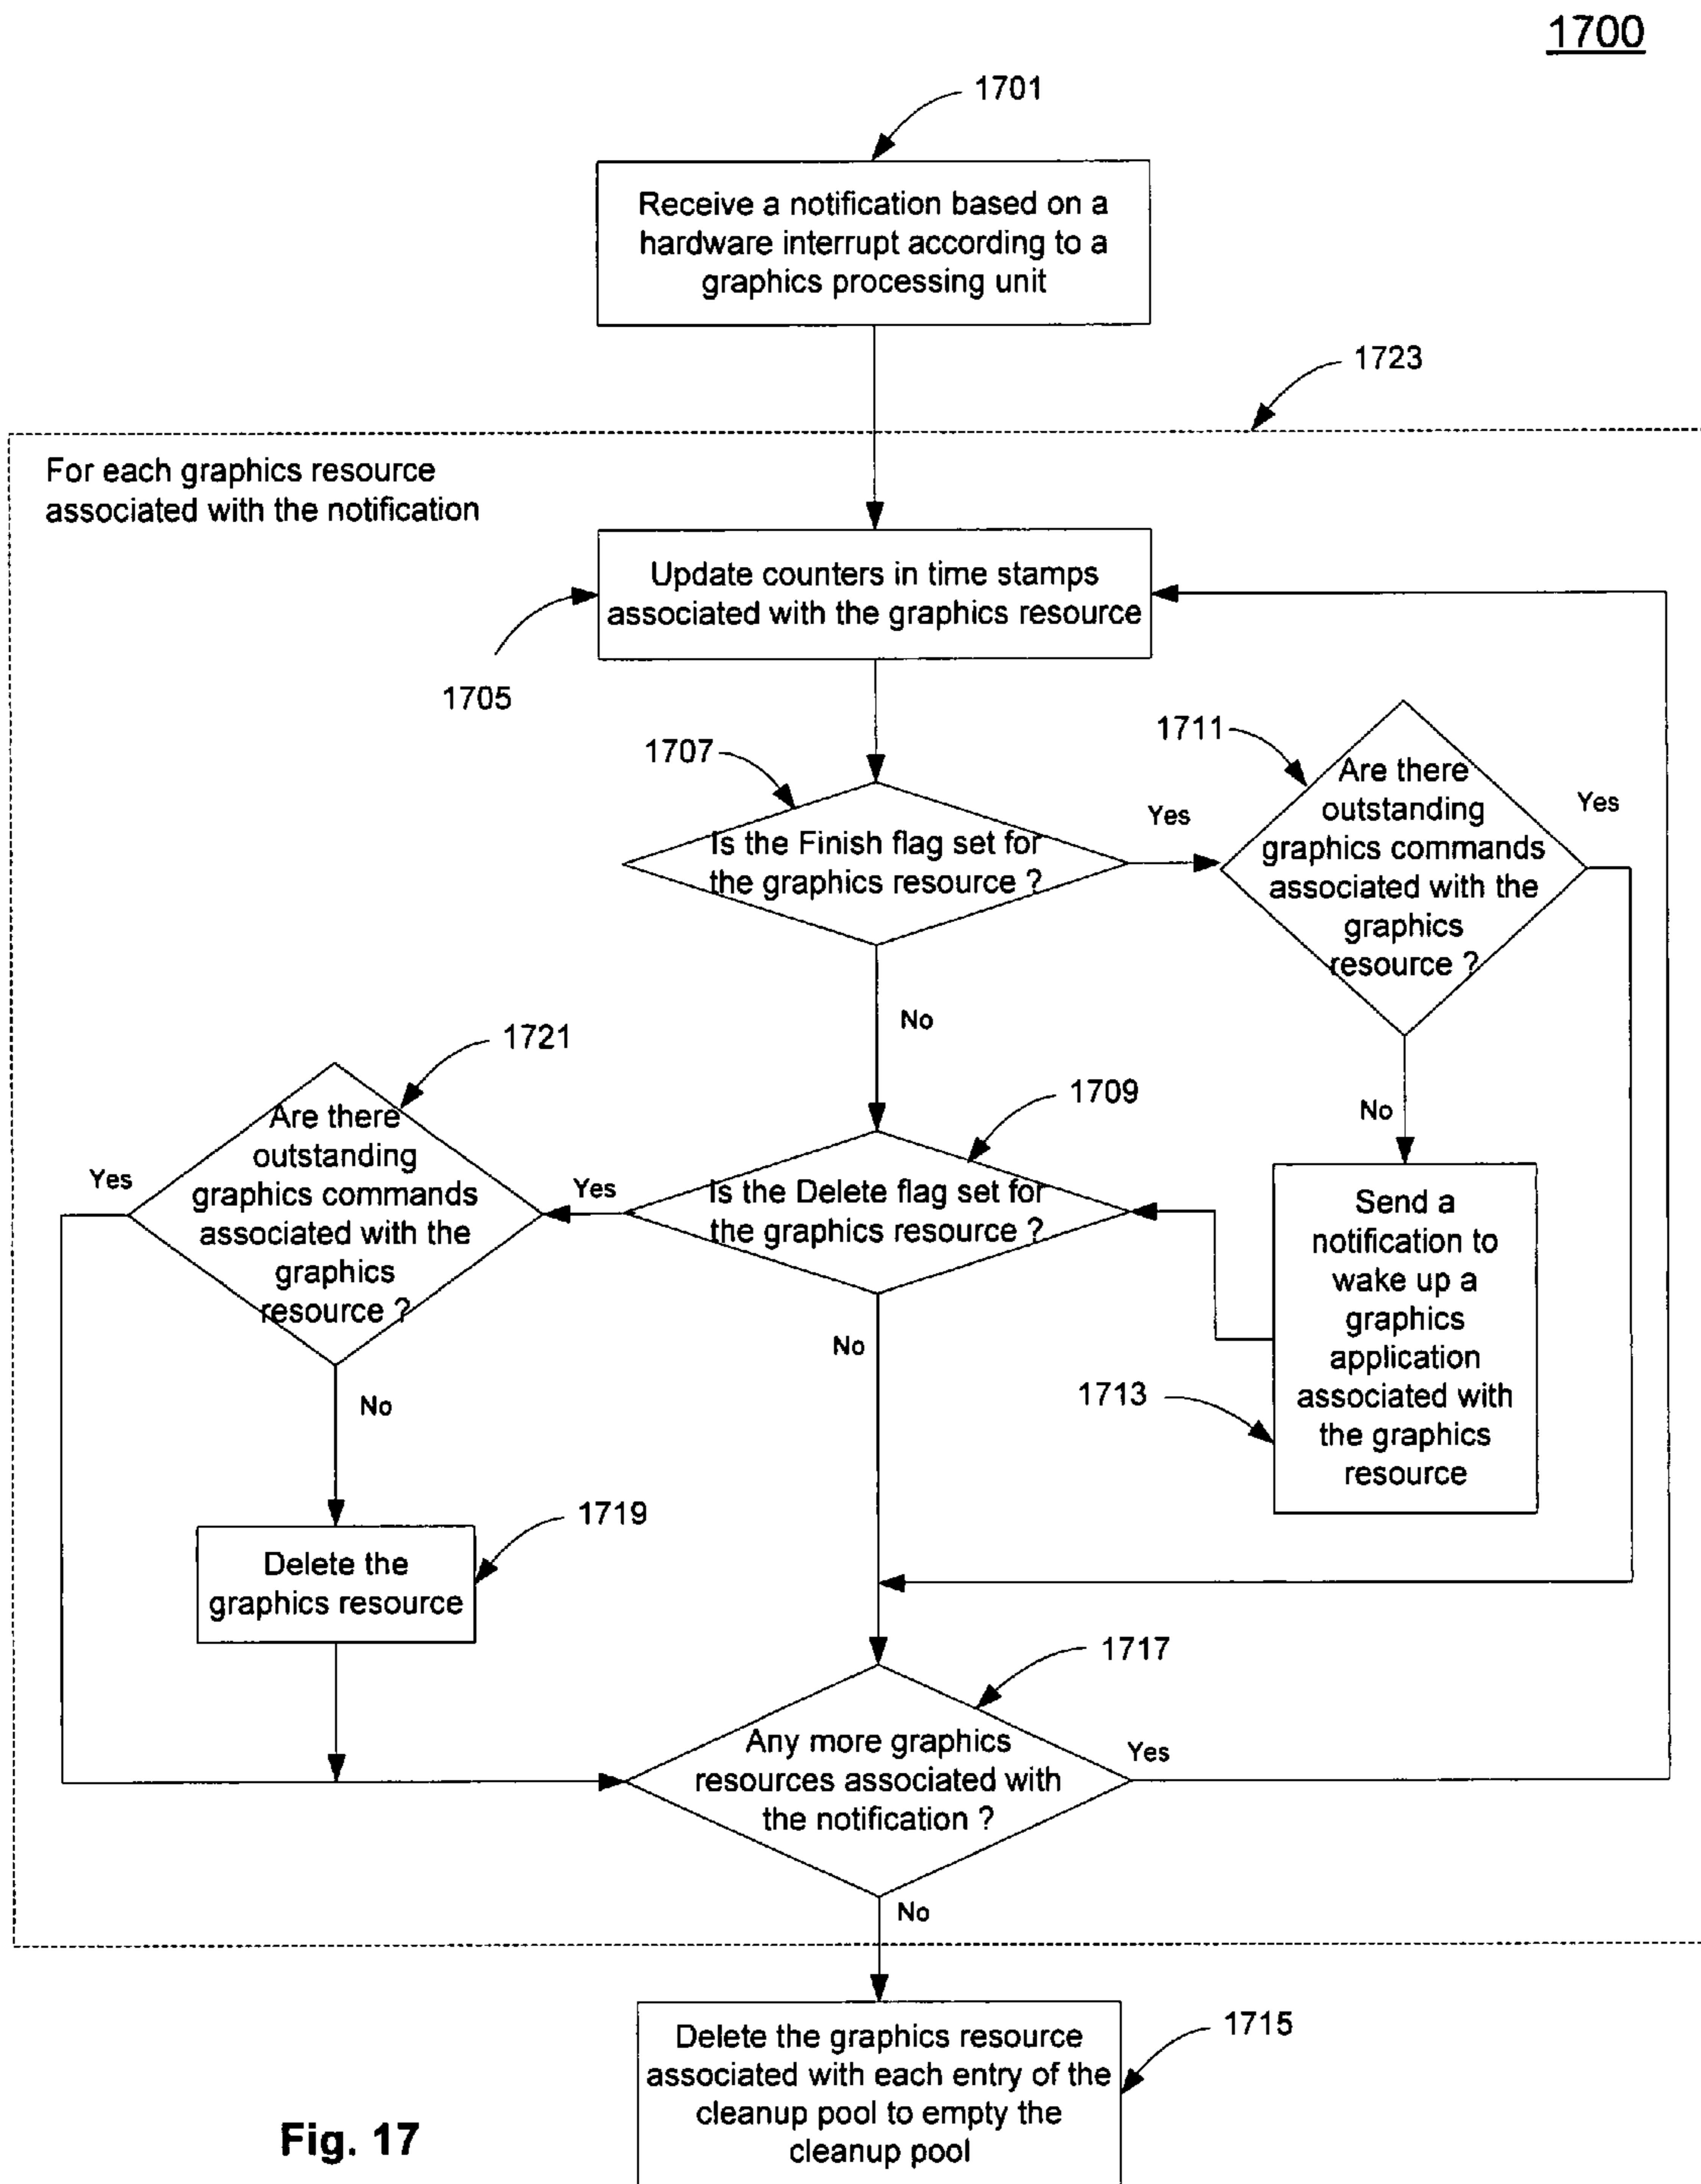 1700
1701
Receive a notification based on a
hardware interrupt according to a
graphics processing unit
1723
For each graphics resource
associated with the notification
Update counters in time stamps
associated with the graphics resource
1705
1707
Is the Finish flag set for
the graphics resource ?
Yes
1711
Are there
outstanding
graphics commands
associated with the
graphics
resource ?
Yes
No
No
1721
Are there
outstanding
graphics commands
associated with the
graphics
resource ?
Yes
Yes
1709
Is the Delete flag set for
the graphics resource ?
Send a
notification to
wake up a
graphics
application
associated with
the graphics
resource
1713
No
No
1719
Delete the
graphics resource
1717
Any more graphics
resources associated with
the notification ?
Yes
No
Delete the graphics resource
associated with each entry of the
cleanup pool to empty the
cleanup pool
1715
Fig. 17